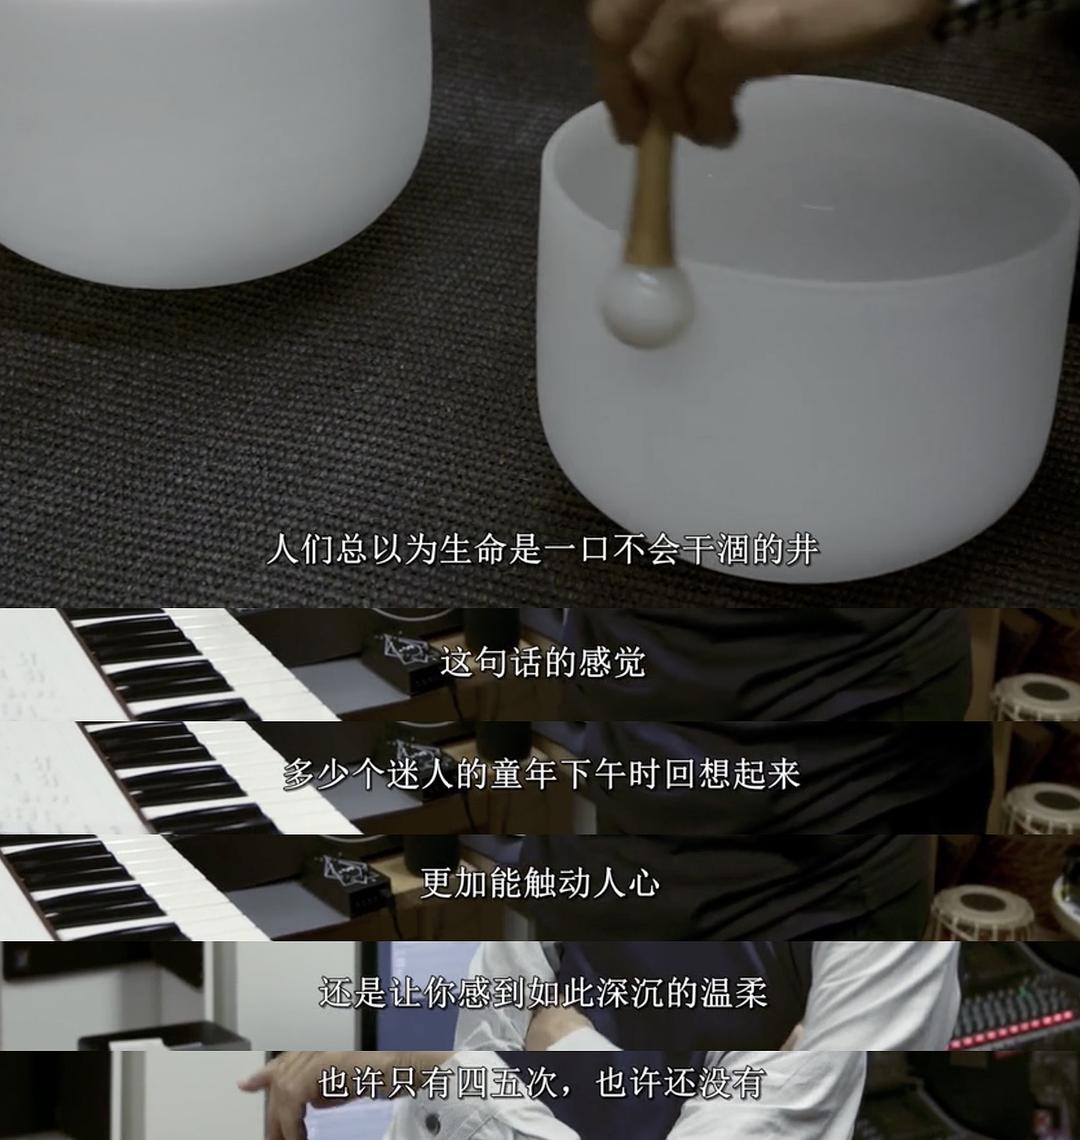 人们总以为生命是一口不会干涸的井
这句话的感觉
多少个迷人的童年下午时回想起来
更加能触动人心
还是让你感到如此深沉的温柔
也许只有四五次，也许还没有